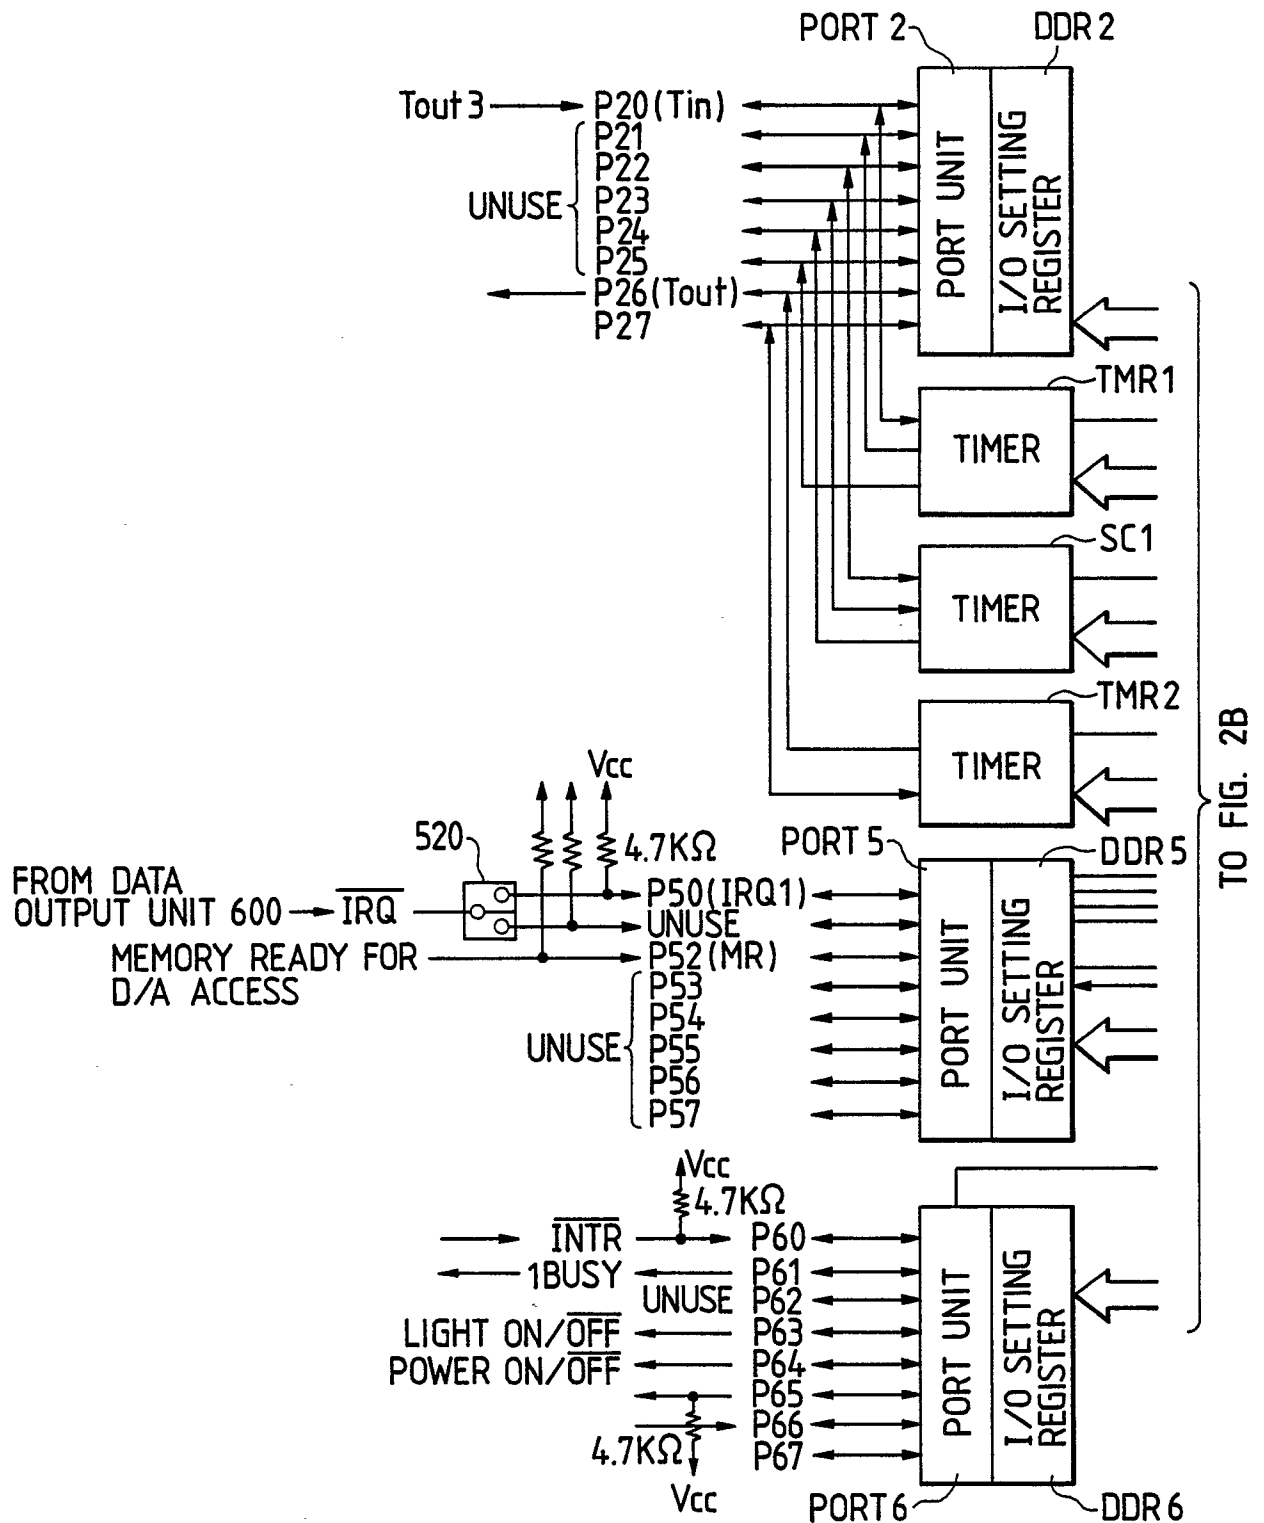 PORT 2
DDR 2
Tout 3
P20 (Tin)
P21
P22
UNUSE
P23
P24
P25
P26 (Tout)
P27
PORT UNIT
I/O SETTING
REGISTER
TMR 1
TIMER
SC1
TIMER
TMR 2
TIMER
TO FIG. 2B
Vcc
4.7KΩ
520
PORT 5
DDR 5
FROM DATA
OUTPUT UNIT 600
IRQ
P50 (IRQ1)
UNUSE
MEMORY READY FOR
D/A ACCESS
P52 (MR)
P53
P54
UNUSE
P55
P56
P57
PORT UNIT
I/O SETTING
REGISTER
Vcc
4.7KΩ
INTR
P60
1BUSY
P61
UNUSE P62
LIGHT ON/OFF
P63
POWER ON/OFF
P64
P65
P66
4.7KΩ
P67
Vcc
PORT UNIT
I/O SETTING
REGISTER
PORT 6
DDR 6